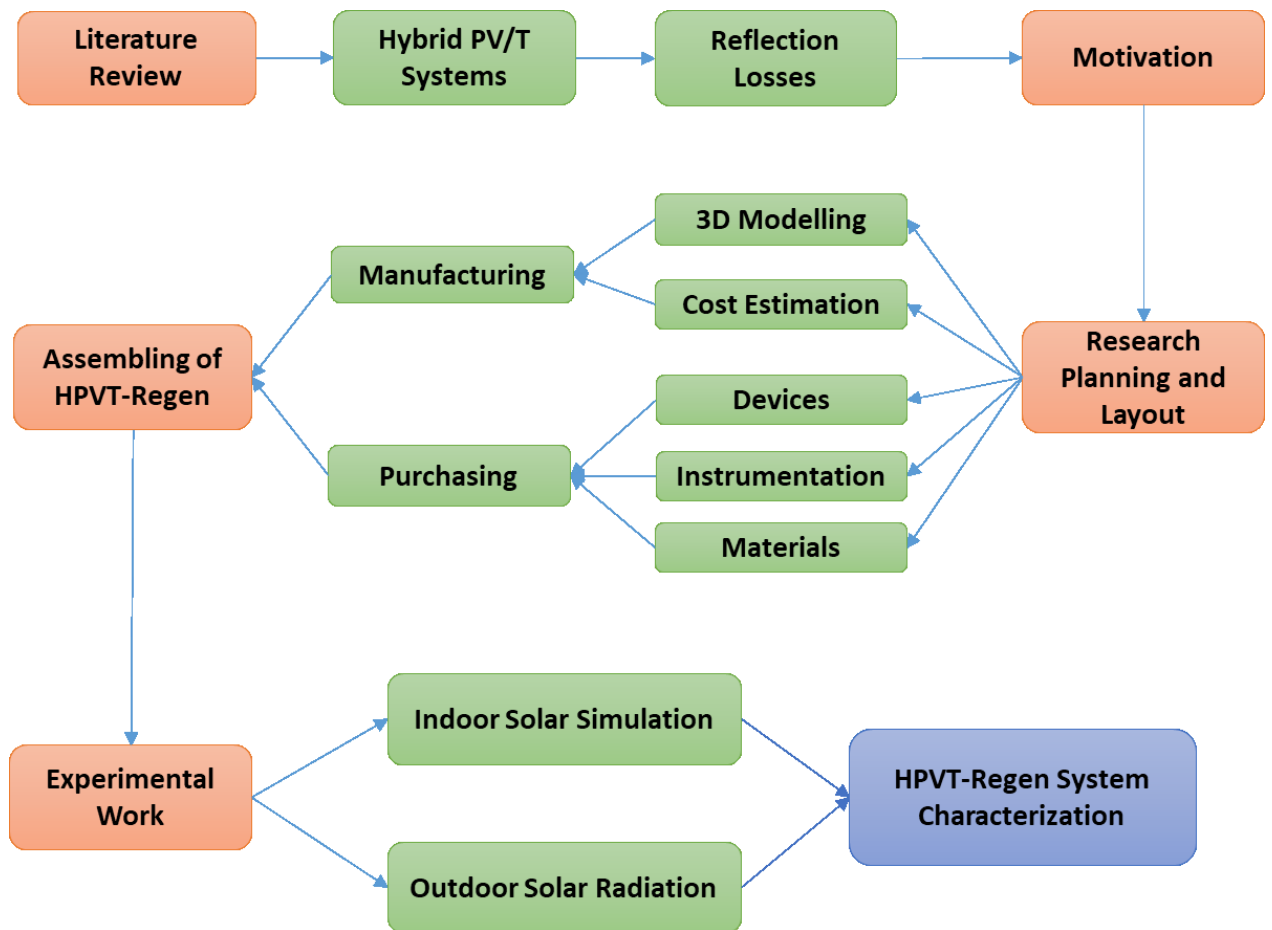 Literature
Review
Hybrid PV/T
Systems
Reflection
Losses
Motivation
3D Modelling
Manufacturing
Cost Estimation
Assembling of
HPVT-Regen
Research
Planning and
Layout
Devices
Purchasing
Instrumentation
Materials
Indoor Solar Simulation
Experimental
Work
HPVT-Regen System
Characterization
Outdoor Solar Radiation